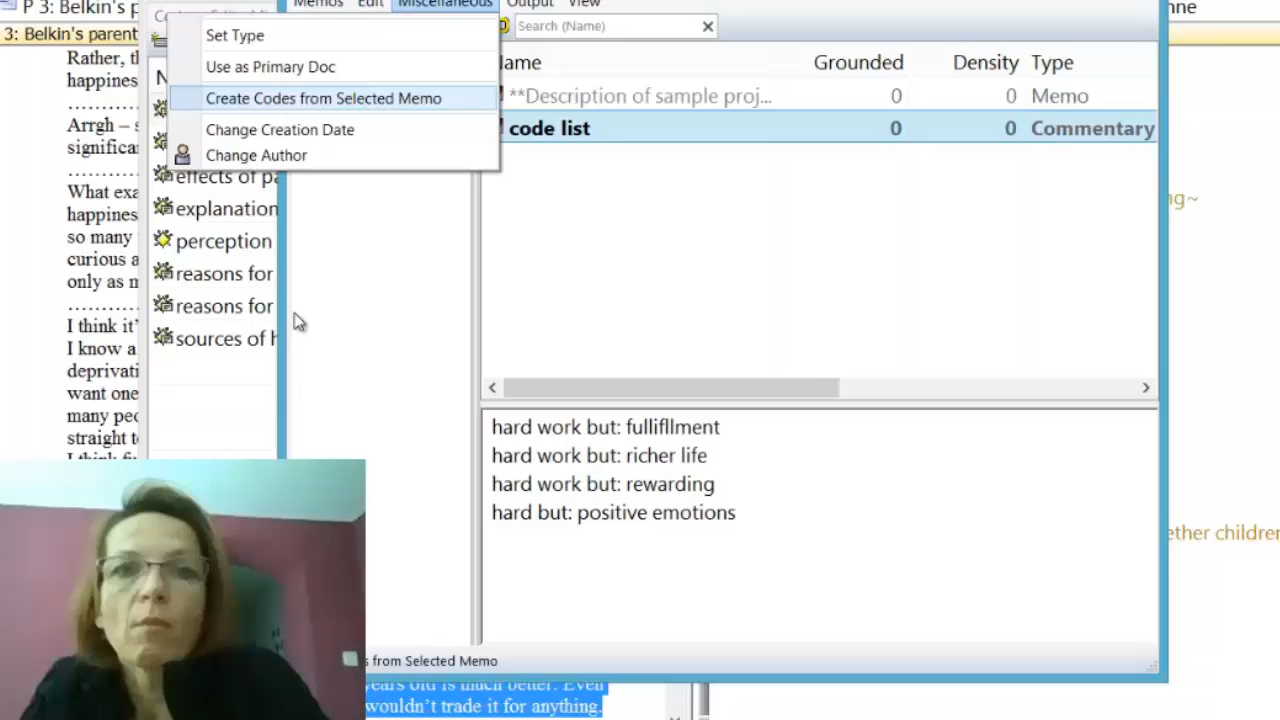 P 3: Belkin's p
3: Belkin's parent
Memos Edit Miscellaneous Output View
Search (Name)
Set Type
Use as Primary Doc
Create Codes from Selected Memo
Change Creation Date
Change Author
Name Grounded Density Type
**Description of sample proj... 0 0 Memo
code list 0 0 Commentary
effects of pa
explanation
perception
reasons for
reasons for
sources of h
Rather, th
happines
Arrgh – s
significan
What exa
happines
so many
curious a
only as m
I think it'
I know a
deprivati
want one
many peo
straight t
hard work but: fullifllment
hard work but: richer life
hard work but: rewarding
hard but: positive emotions
ng~
ether children
s from Selected Memo
years old is much better. Even
wouldn't trade it for anything.